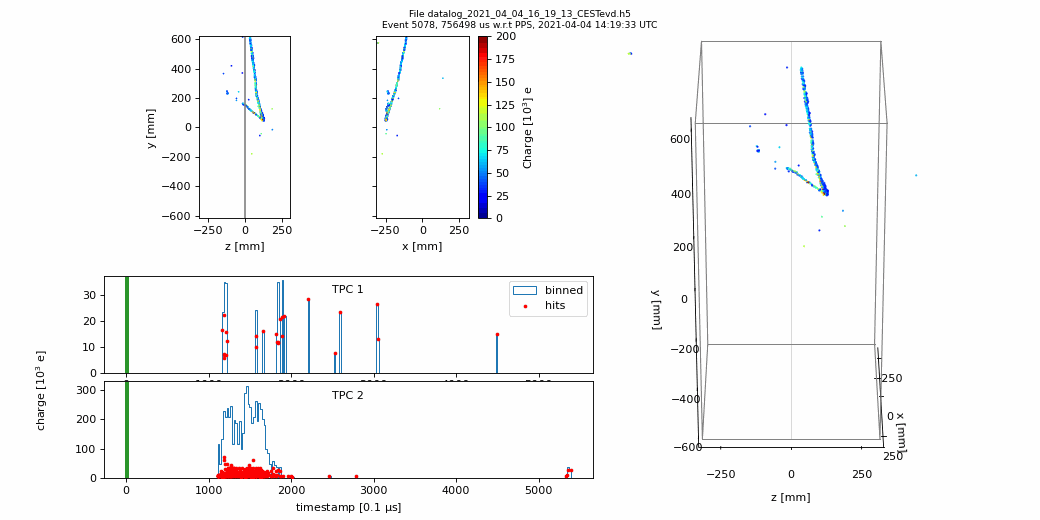 File datalog_2021_04_04_16_19_13_CESTevd.h5
Event 5078, 756498 us w.r.t PPS, 2021-04-04 14:19:33 UTC
600
400
200
0
−200
−400
−600
y [mm]
−250 0 250
z [mm]
−250 0 250
x [mm]
200
175
150
125
100
75
50
25
0
Charge [10³] e
600
400
200
0
−200
−400
−600
y [mm]
−250 0 250
z [mm]
−250
0
250
x [mm]
TPC 1
binned
hits
30
20
10
0
TPC 2
300
200
100
0
charge [10³ e]
0 1000 2000 3000 4000 5000
timestamp [0.1 μs]